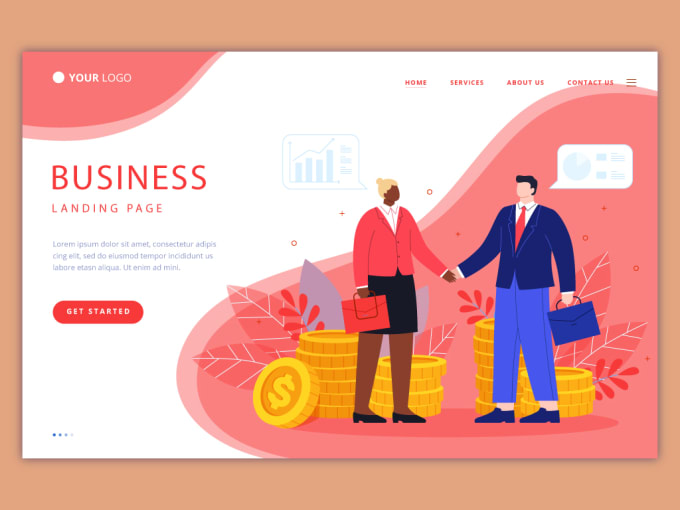 YOUR LOGO
HOME SERVICES ABOUT US CONTACT US
BUSINESS
LANDING PAGE
Lorem ipsum dolor sit amet, consectetur adipis
cing elit, sed do eiusmod tempor incididunt us
labore etasn aliqua. Ut enim ad mini.
GET STARTED
$